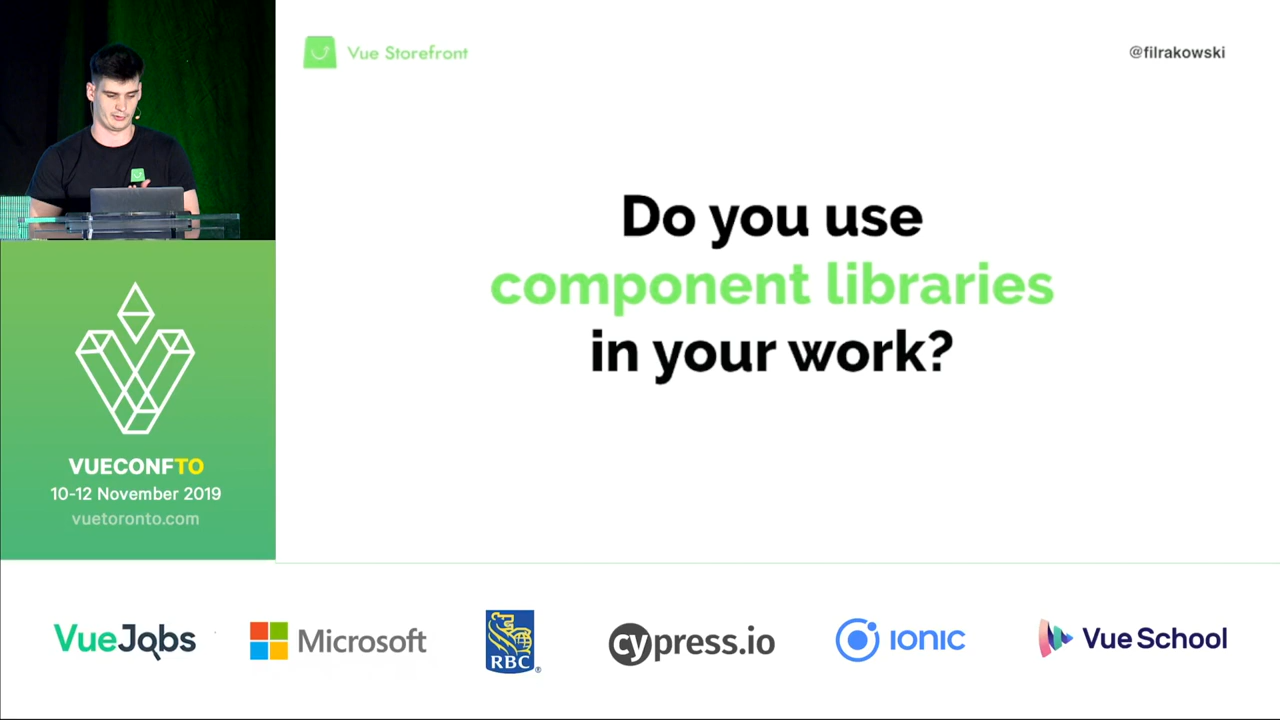 Vue Storefront
@filrakowski
Do you use
component libraries
in your work?
VUECONFTO
10-12 November 2019
vuetoronto.com
VueJobs
Microsoft
RBC
®
cypress.io
IONIC
Vue School